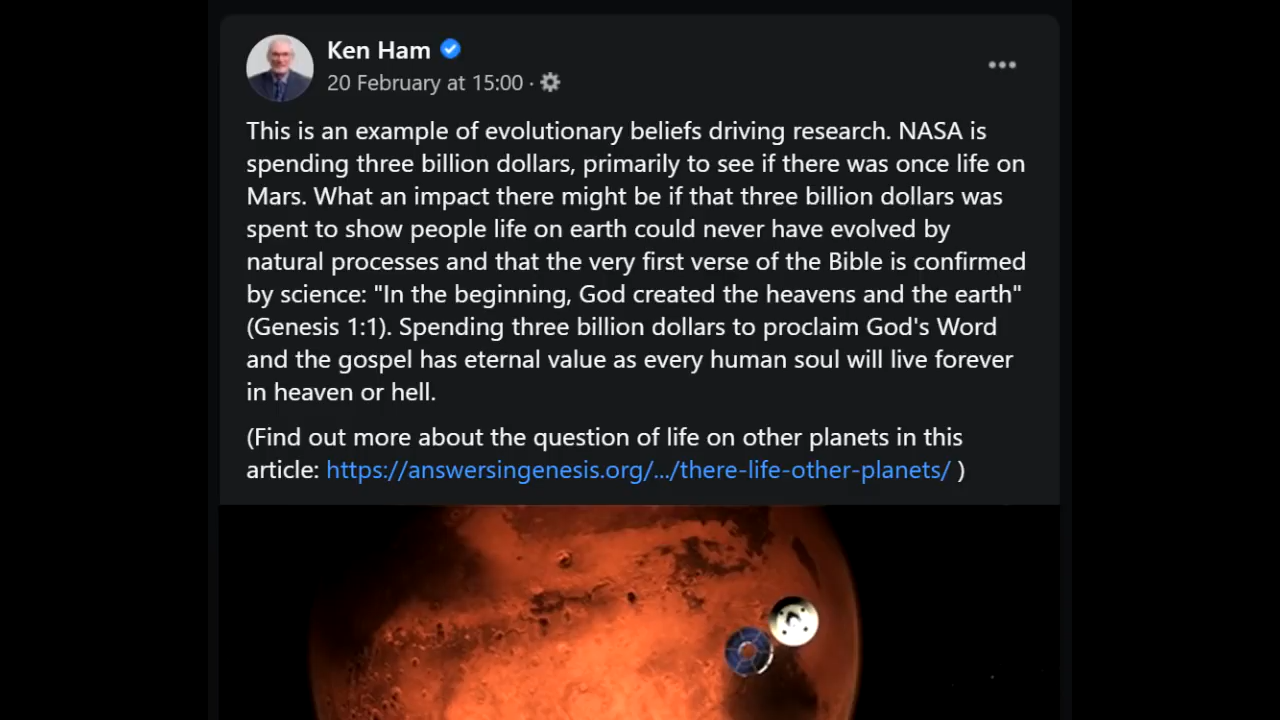 Ken Ham
20 February at 15:00 ·
This is an example of evolutionary beliefs driving research. NASA is
spending three billion dollars, primarily to see if there was once life on
Mars. What an impact there might be if that three billion dollars was
spent to show people life on earth could never have evolved by
natural processes and that the very first verse of the Bible is confirmed
by science: "In the beginning, God created the heavens and the earth"
(Genesis 1:1). Spending three billion dollars to proclaim God's Word
and the gospel has eternal value as every human soul will live forever
in heaven or hell.
(Find out more about the question of life on other planets in this
article: https://answersingenesis.org/.../there-life-other-planets/ )